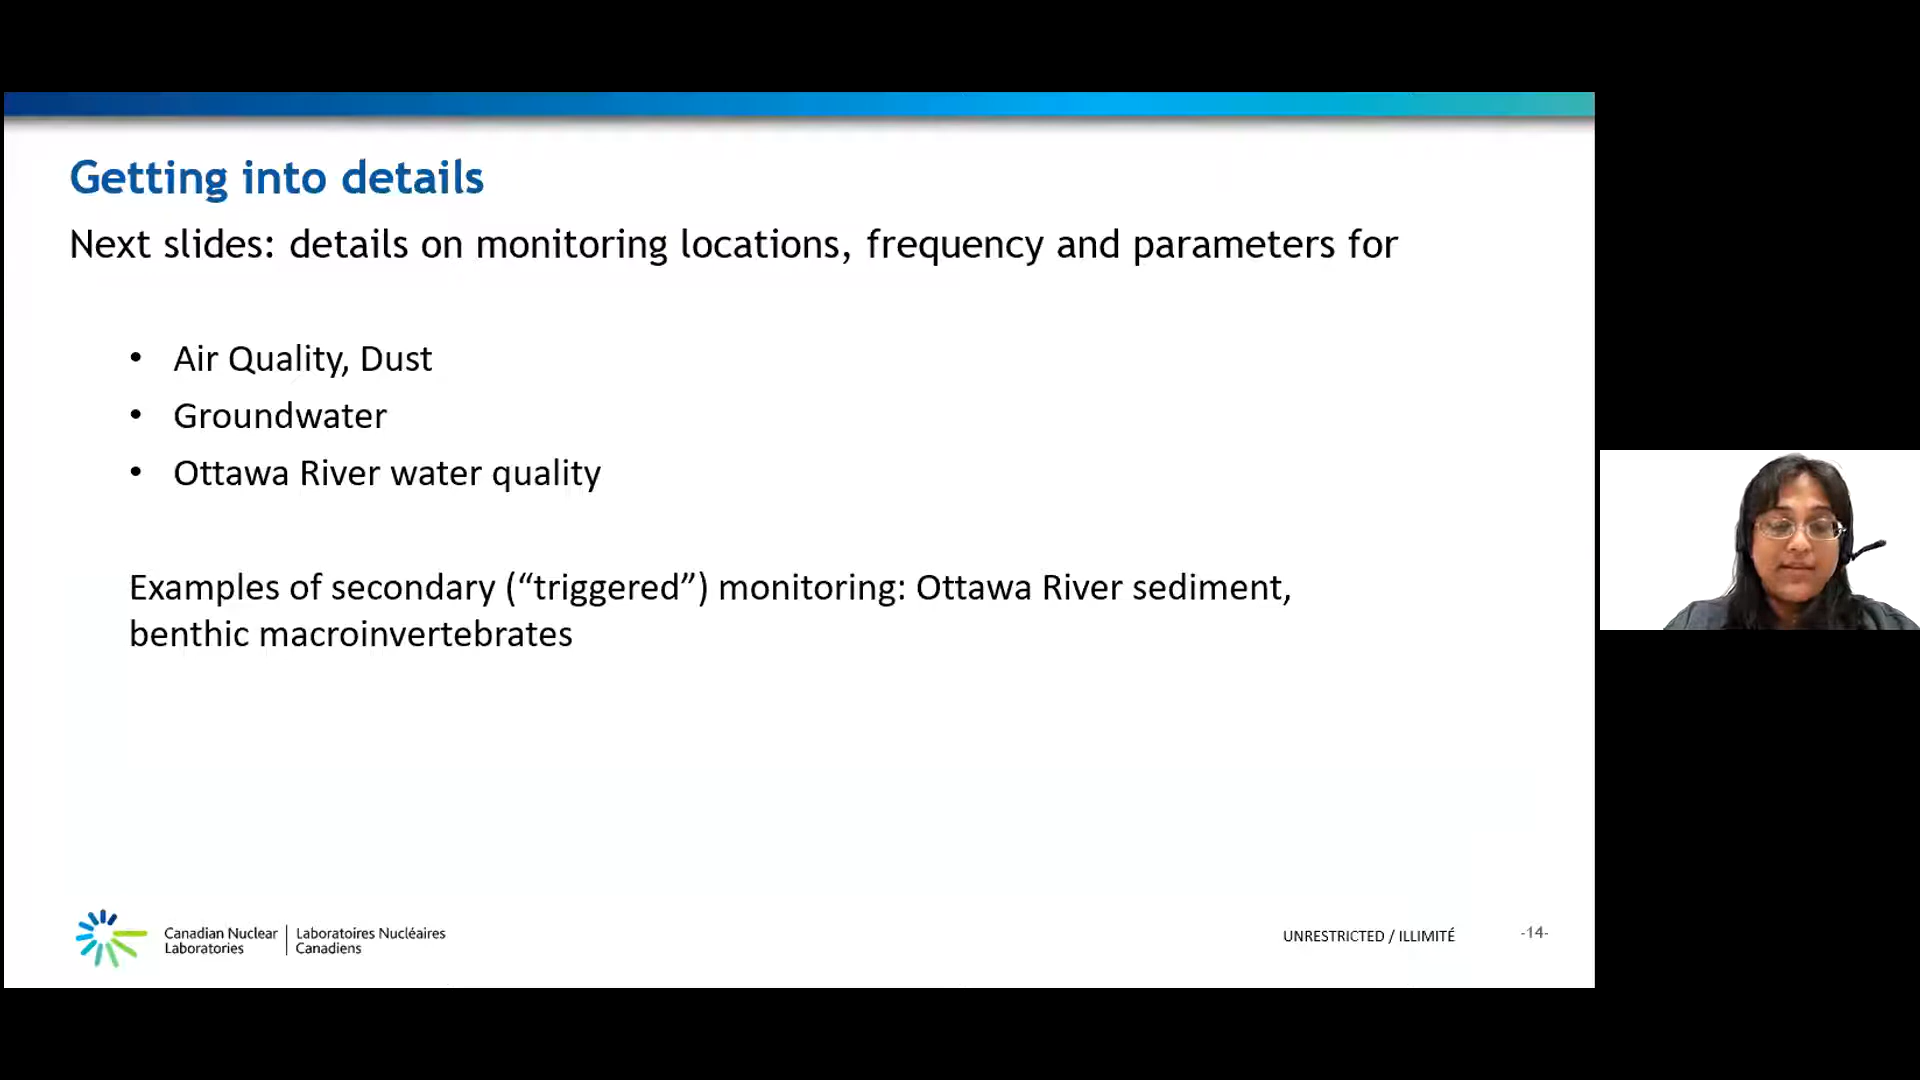 Getting into details
Next slides: details on monitoring locations, frequency and parameters for
• Air Quality, Dust
• Groundwater
• Ottawa River water quality
Examples of secondary (“triggered”) monitoring: Ottawa River sediment,
benthic macroinvertebrates
Canadian Nuclear
Laboratories
Laboratoires Nucléaires
Canadiens
UNRESTRICTED / ILLIMITÉ
-14-